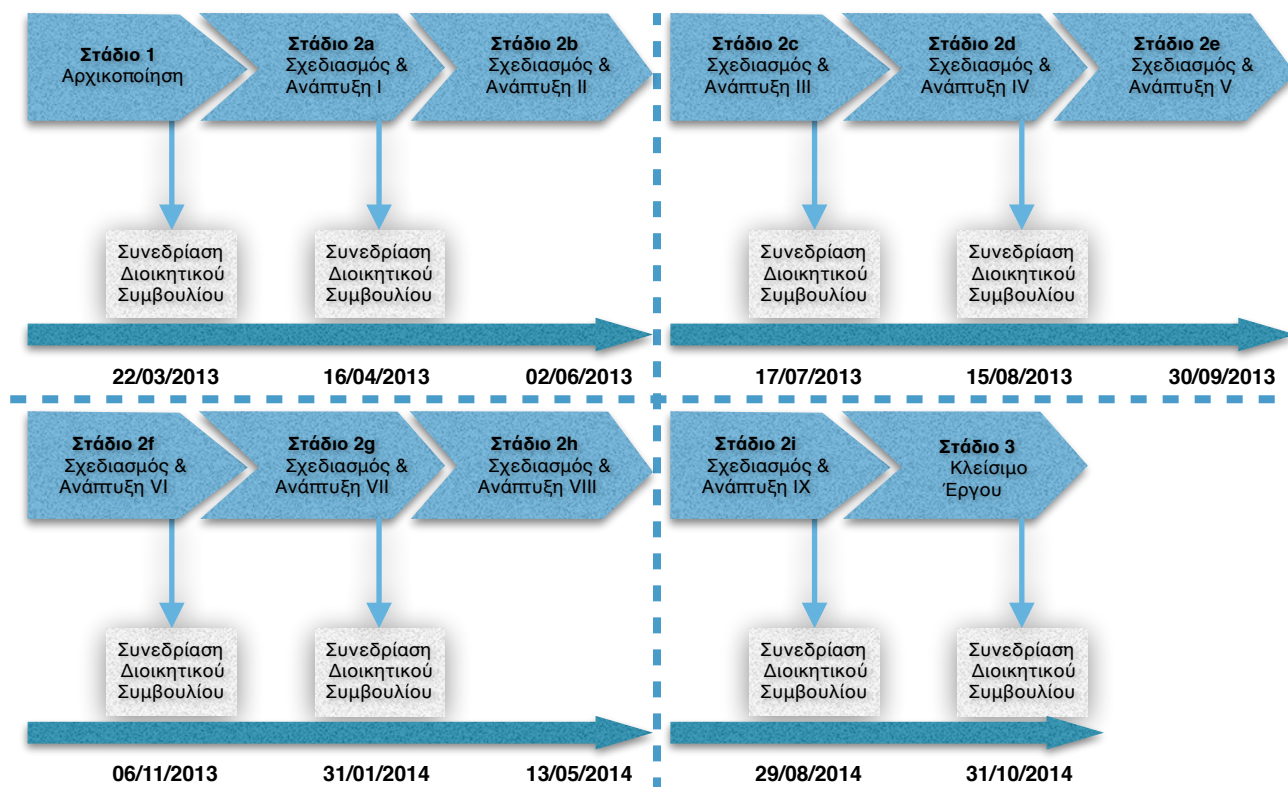 Στάδιο 1
Αρχικοποίηση
Στάδιο 2a
Σχεδιασμός &
Ανάπτυξη I
Στάδιο 2b
Σχεδιασμός &
Ανάπτυξη II
Συνεδρίαση
Διοικητικού
Συμβουλίου
Συνεδρίαση
Διοικητικού
Συμβουλίου
22/03/2013
16/04/2013
02/06/2013
Στάδιο 2c
Σχεδιασμός &
Ανάπτυξη III
Στάδιο 2d
Σχεδιασμός &
Ανάπτυξη IV
Στάδιο 2e
Σχεδιασμός &
Ανάπτυξη V
Συνεδρίαση
Διοικητικού
Συμβουλίου
Συνεδρίαση
Διοικητικού
Συμβουλίου
17/07/2013
15/08/2013
30/09/2013
Στάδιο 2f
Σχεδιασμός &
Ανάπτυξη VI
Στάδιο 2g
Σχεδιασμός &
Ανάπτυξη VII
Στάδιο 2h
Σχεδιασμός &
Ανάπτυξη VIII
Συνεδρίαση
Διοικητικού
Συμβουλίου
Συνεδρίαση
Διοικητικού
Συμβουλίου
06/11/2013
31/01/2014
13/05/2014
Στάδιο 2i
Σχεδιασμός &
Ανάπτυξη IX
Στάδιο 3
Κλείσιμο
Έργου
Συνεδρίαση
Διοικητικού
Συμβουλίου
Συνεδρίαση
Διοικητικού
Συμβουλίου
29/08/2014
31/10/2014